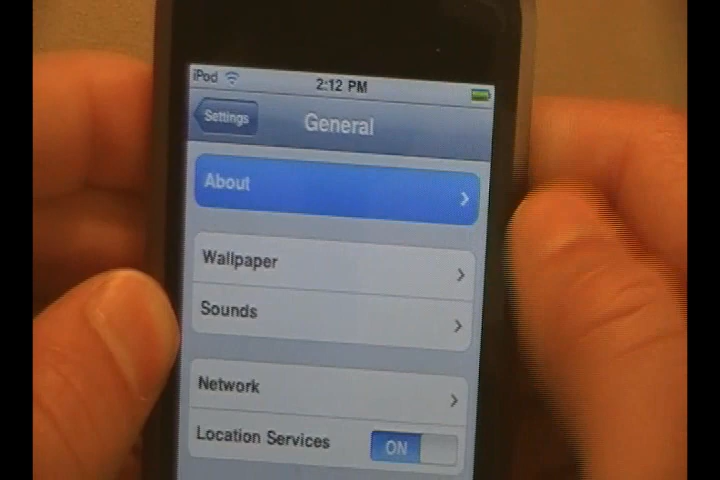 iPod 2:12 PM
Settings General
About
Wallpaper
Sounds
Network
Location Services ON